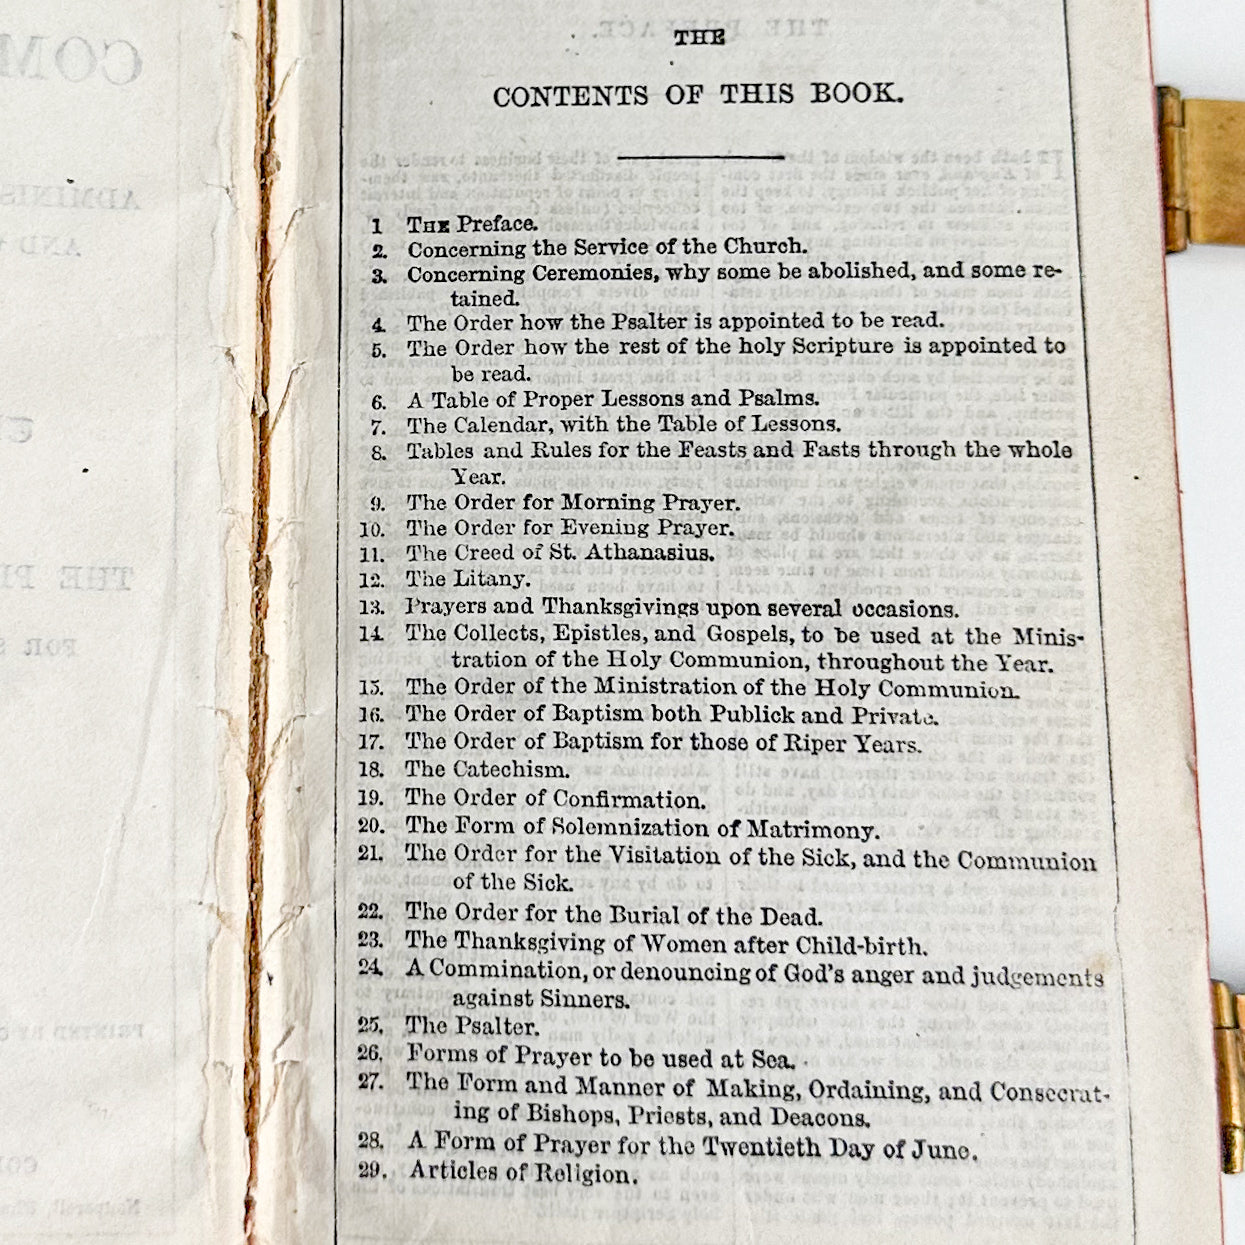 THE
CONTENTS OF THIS BOOK.
1 THE Preface.
2. Concerning the Service of the Church.
3. Concerning Ceremonies, why some be abolished, and some re-
tained.
4. The Order how the Psalter is appointed to be read.
5. The Order how the rest of the holy Scripture is appointed to
be read.
6. A Table of Proper Lessons and Psalms.
7. The Calendar, with the Table of Lessons.
8. Tables and Rules for the Feasts and Fasts through the whole
Year.
9. The Order for Morning Prayer.
10. The Order for Evening Prayer.
11. The Creed of St. Athanasius.
12. The Litany.
13. Prayers and Thanksgivings upon several occasions.
14. The Collects, Epistles, and Gospels, to be used at the Minis-
tration of the Holy Communion, throughout the Year.
15. The Order of the Ministration of the Holy Communion.
16. The Order of Baptism both Publick and Private.
17. The Order of Baptism for those of Riper Years.
18. The Catechism.
19. The Order of Confirmation.
20. The Form of Solemnization of Matrimony.
21. The Order for the Visitation of the Sick, and the Communion
of the Sick.
22. The Order for the Burial of the Dead.
23. The Thanksgiving of Women after Child-birth.
24. A Commination, or denouncing of God's anger and judgements
against Sinners.
25. The Psalter.
26. Forms of Prayer to be used at Sea.
27. The Form and Manner of Making, Ordaining, and Consecrat-
ing of Bishops, Priests, and Deacons.
28. A Form of Prayer for the Twentieth Day of June.
29. Articles of Religion.